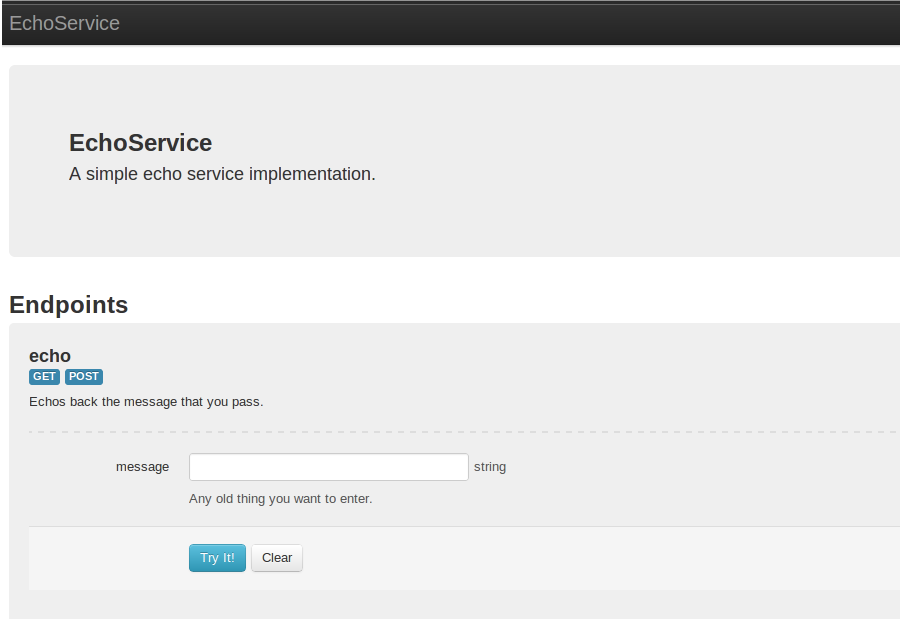 EchoService
EchoService
A simple echo service implementation.
Endpoints
echo
GET POST
Echos back the message that you pass.
message string
Any old thing you want to enter.
Try It! Clear